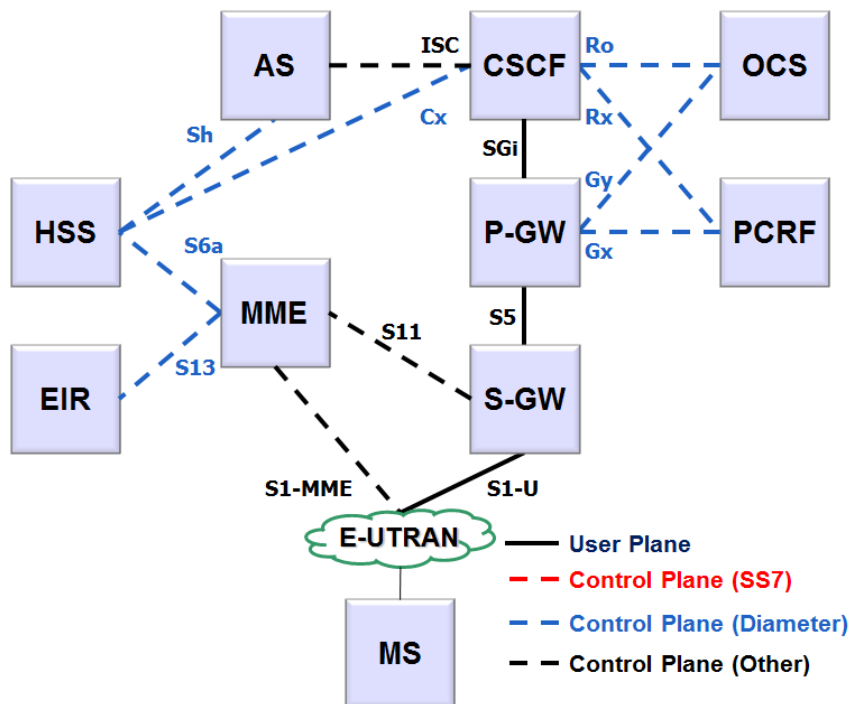 AS
ISC
CSCF
Ro
OCS
Sh
Cx
Rx
SGi
HSS
S6a
P-GW
Gy
Gx
PCRF
MME
S11
S5
EIR
S13
S-GW
S1-MME
S1-U
E-UTRAN
User Plane
Control Plane (SS7)
MS
Control Plane (Diameter)
Control Plane (Other)